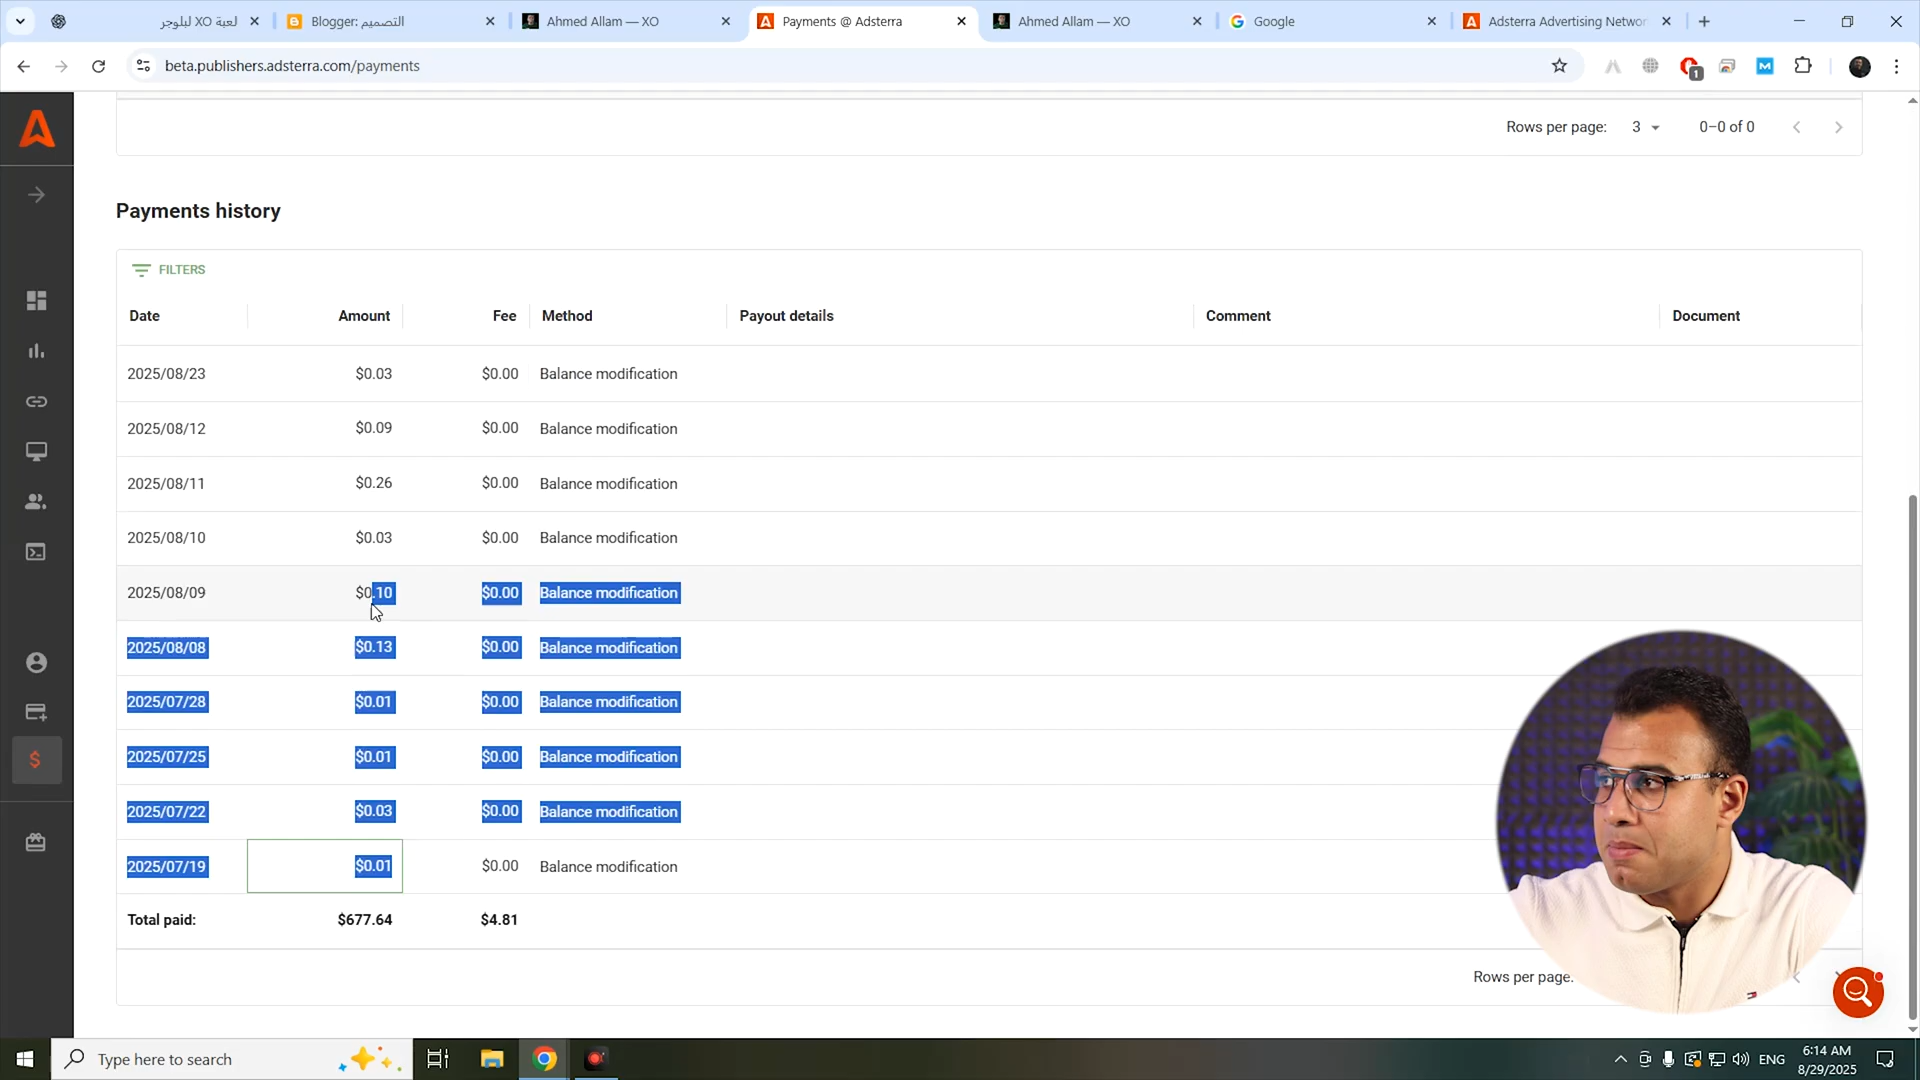 لعبة XO لبلوجر
Blogger: التصميم
Ahmed Allam — XO
Payments @ Adsterra
Ahmed Allam — XO
Google
Adsterra Advertising Networ
beta.publishers.adsterra.com/payments
1
Rows per page: 3 0–0 of 0
Payments history
FILTERS
Date Amount Fee Method Payout details Comment Document
2025/08/23 $0.03 $0.00 Balance modification
2025/08/12 $0.09 $0.00 Balance modification
2025/08/11 $0.26 $0.00 Balance modification
2025/08/10 $0.03 $0.00 Balance modification
2025/08/09 $0.10 $0.00 Balance modification
2025/08/08 $0.13 $0.00 Balance modification
2025/07/28 $0.01 $0.00 Balance modification
2025/07/25 $0.01 $0.00 Balance modification
2025/07/22 $0.03 $0.00 Balance modification
2025/07/19 $0.01 $0.00 Balance modification
Total paid: $677.64 $4.81
Rows per page:
Type here to search
ENG
6:14 AM
8/29/2025